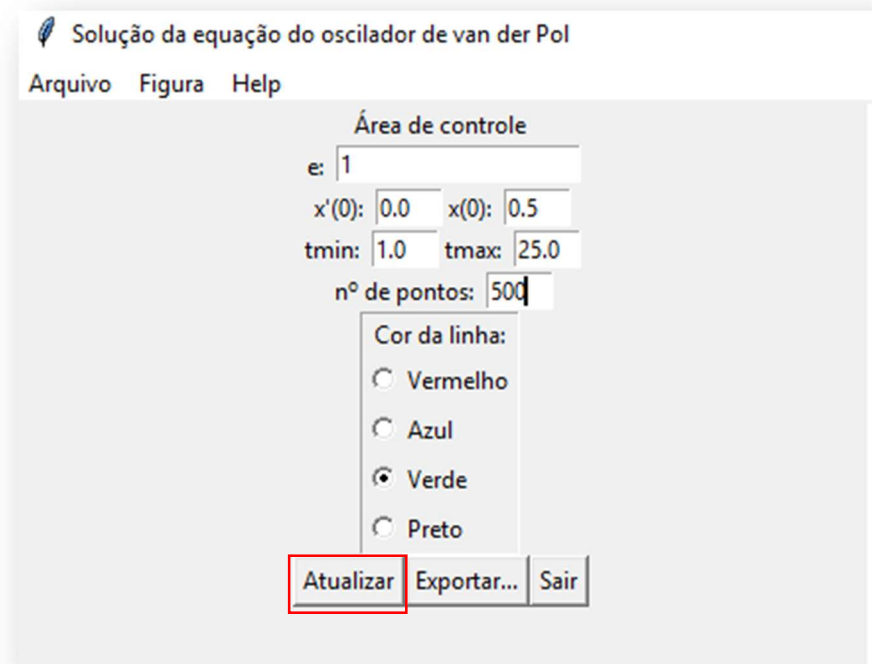 Solução da equação do oscilador de van der Pol
Arquivo Figura Help
Área de controle
e: 1
x'(0): 0.0 x(0): 0.5
tmin: 1.0 tmax: 25.0
nº de pontos: 500
Cor da linha:
Vermelho
Azul
Verde
Preto
Atualizar Exportar... Sair